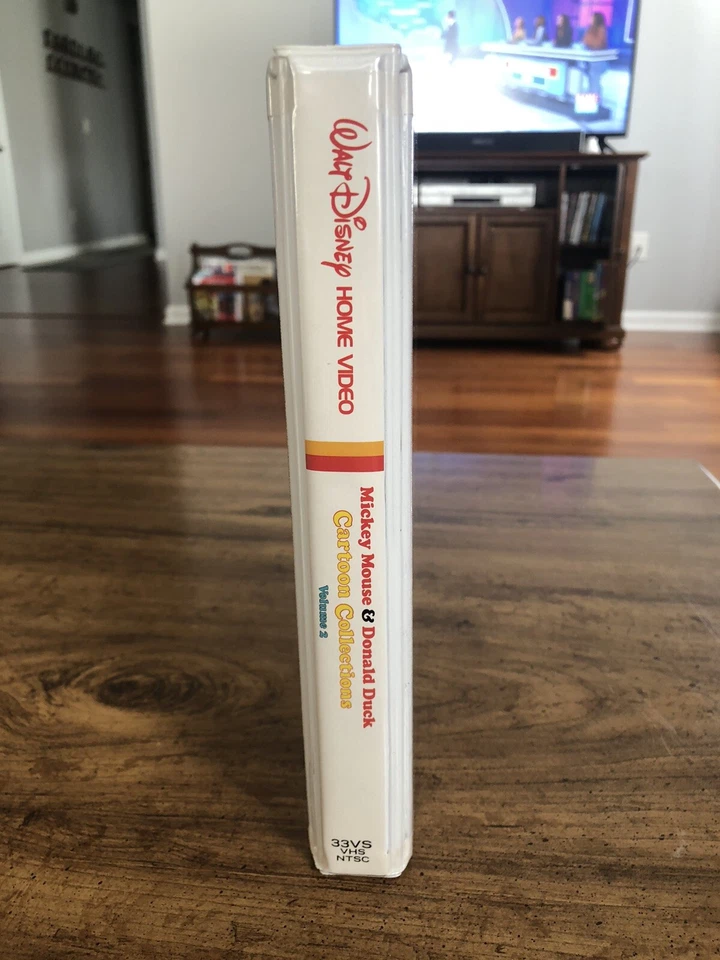 WALT DISNEY HOME VIDEO
Mickey Mouse & Donald Duck
Cartoon Collections
Volume 2
33VS
VHS
NTSC